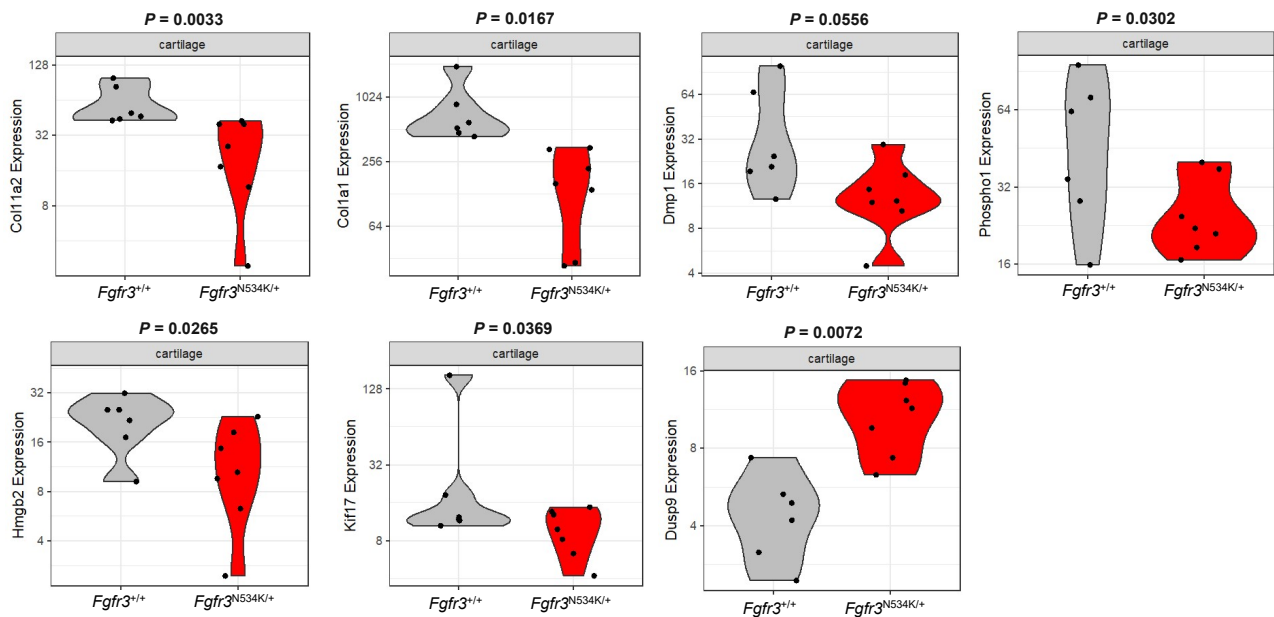 P = 0.0033
cartilage
Col11a2 Expression
128
32
8
Fgfr3+/+
Fgfr3N534K/+
P = 0.0167
cartilage
Col1a1 Expression
1024
256
64
Fgfr3+/+
Fgfr3N534K/+
P = 0.0556
cartilage
Dmp1 Expression
64
32
16
8
4
Fgfr3+/+
Fgfr3N534K/+
P = 0.0302
cartilage
Phospho1 Expression
64
32
16
Fgfr3+/+
Fgfr3N534K/+
P = 0.0265
cartilage
Hmgb2 Expression
32
16
8
4
Fgfr3+/+
Fgfr3N534K/+
P = 0.0369
cartilage
Kif17 Expression
128
32
8
Fgfr3+/+
Fgfr3N534K/+
P = 0.0072
cartilage
Dusp9 Expression
16
8
4
Fgfr3+/+
Fgfr3N534K/+